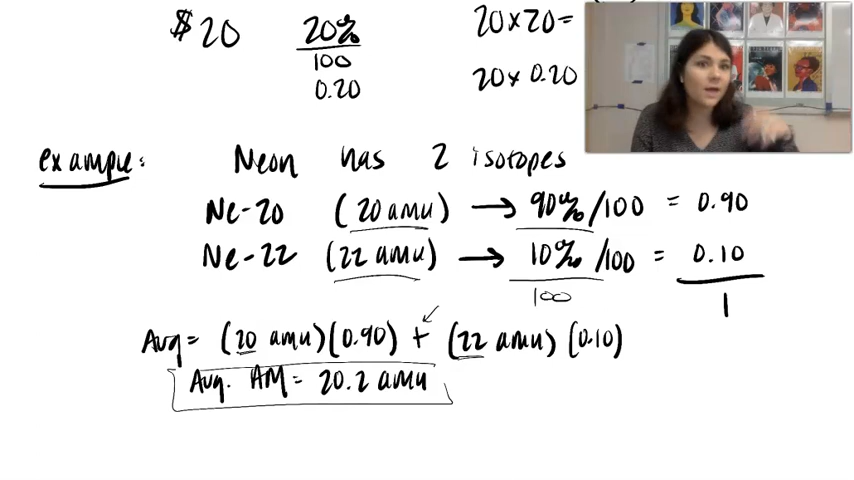 $20 20% 20×20=
100
0.20 20× 0.20
example: Neon has 2 isotopes
Ne-20 (20 amu) → 90%/100 = 0.90
Ne-22 (22 amu) → 10%/100 = 0.10
100 1
Avg= (20 amu)(0.90) + (22 amu)(0.10)
Avg. AM = 20.2 amu